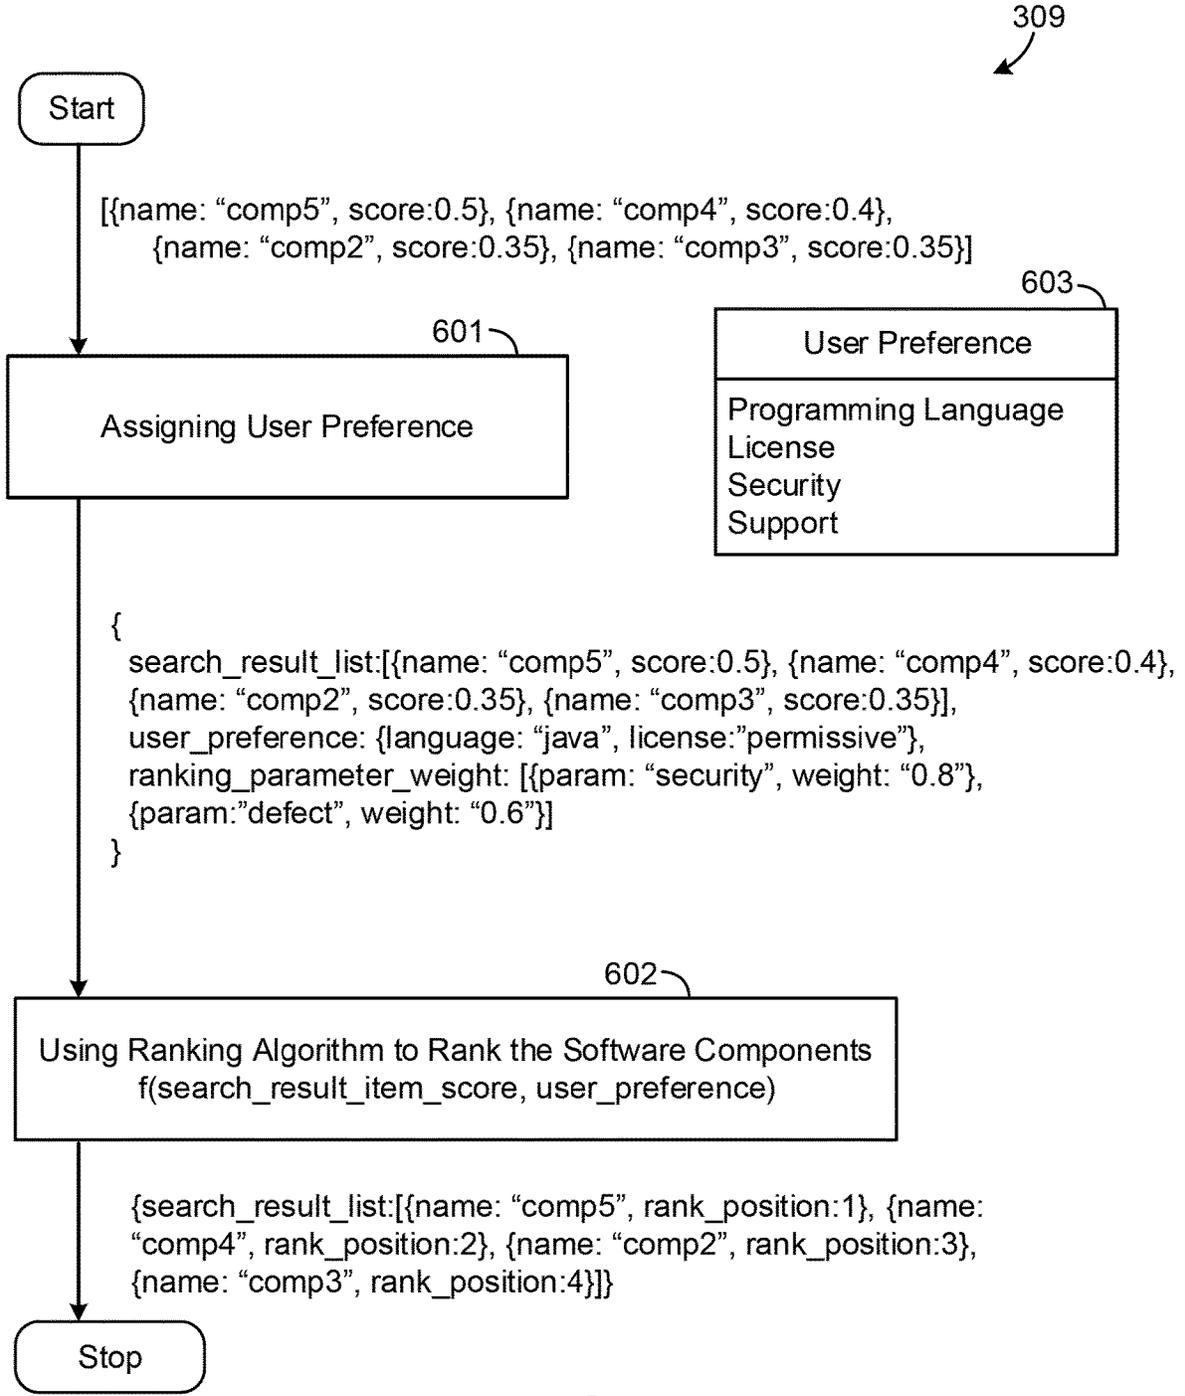 309
Start
[{name: “comp5”, score:0.5}, {name: “comp4”, score:0.4},
{name: “comp2”, score:0.35}, {name: “comp3”, score:0.35}]
603
User Preference
Programming Language
License
Security
Support
601
Assigning User Preference
{
search_result_list:[{name: “comp5”, score:0.5}, {name: “comp4”, score:0.4},
{name: “comp2”, score:0.35}, {name: “comp3”, score:0.35}],
user_preference: {language: “java”, license:”permissive”},
ranking_parameter_weight: [{param: “security”, weight: “0.8”},
{param:”defect”, weight: “0.6”}]
}
602
Using Ranking Algorithm to Rank the Software Components
f(search_result_item_score, user_preference)
{search_result_list:[{name: “comp5”, rank_position:1}, {name:
“comp4”, rank_position:2}, {name: “comp2”, rank_position:3},
{name: “comp3”, rank_position:4}]}
Stop